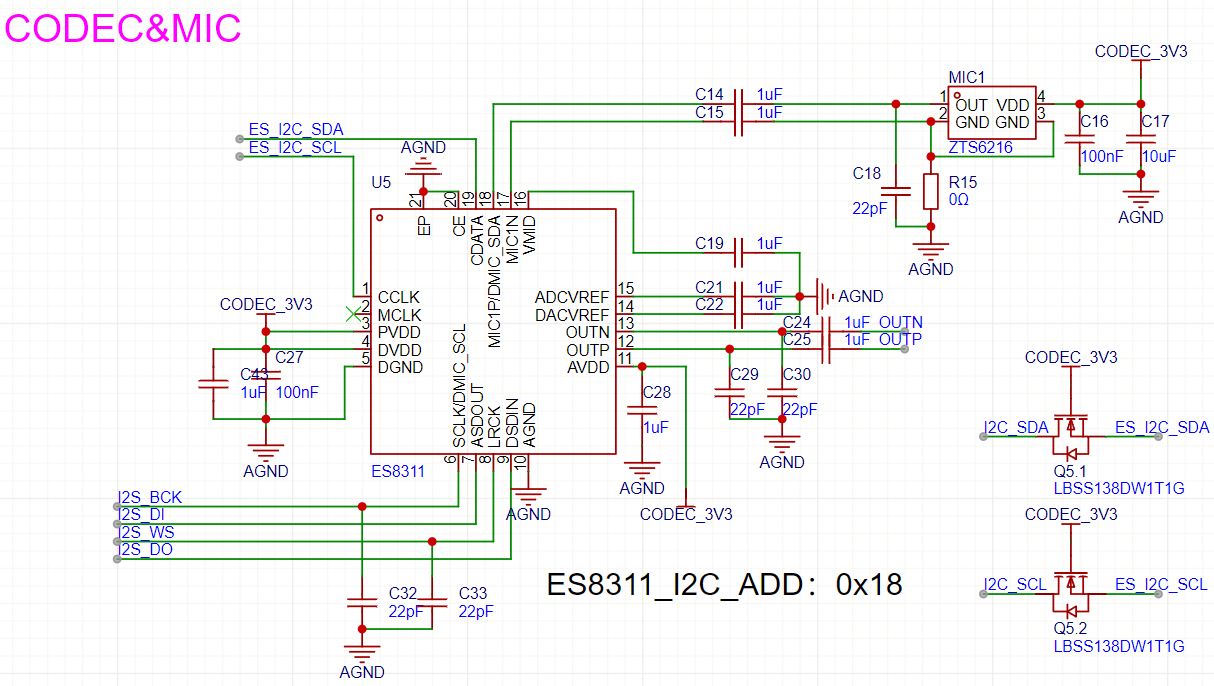 CODEC&MIC
CODEC_3V3
MIC1
C14 1uF
C15 1uF
1 OUT VDD 4
2 GND GND 3
ZTS6216
C16
100nF
C17
10uF
AGND
C18
22pF
R15
0Ω
AGND
ES_I2C_SDA
ES_I2C_SCL
AGND
U5
21 20 19 18 17 16
EP
CE
CDATA
MIC1P/DMIC_SDA
MIC1N
VMID
1 CCLK
2 MCLK
3 PVDD
4 DVDD
5 DGND
ADCVREF 15
DACVREF 14
OUTN 13
OUTP 12
AVDD 11
SCLK/DMIC_SCL
ASDOUT
LRCK
DSDIN
AGND
6 7 8 9 10
ES8311
CODEC_3V3
C43
1uF
C27
100nF
AGND
C19 1uF
C21 1uF
C22 1uF
AGND
C24 1uF OUTN
C25 1uF OUTP
C29
22pF
C30
22pF
AGND
C28
1uF
AGND
CODEC_3V3
AGND
I2S_BCK
I2S_DI
I2S_WS
I2S_DO
C32
22pF
C33
22pF
AGND
ES8311_I2C_ADD：0x18
CODEC_3V3
I2C_SDA ES_I2C_SDA
Q5.1
LBSS138DW1T1G
CODEC_3V3
I2C_SCL ES_I2C_SCL
Q5.2
LBSS138DW1T1G